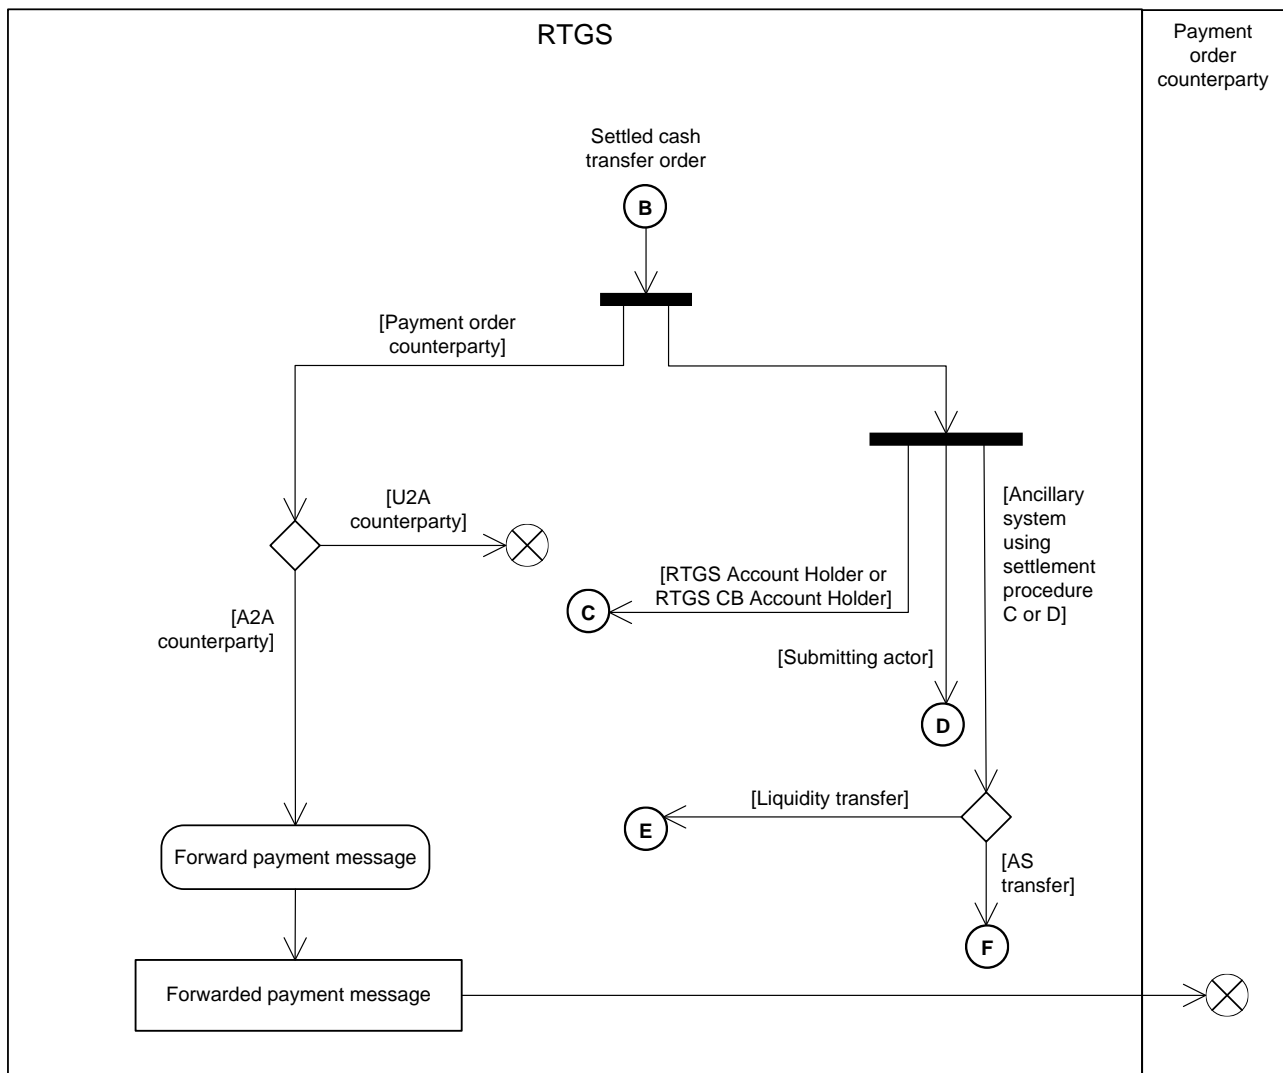 RTGS
Payment
order
counterparty
Settled cash
transfer order
B
[Payment order
counterparty]
[U2A
counterparty]
[Ancillary
system
using
settlement
procedure
C or D]
[RTGS Account Holder or
RTGS CB Account Holder]
C
[A2A
counterparty]
[Submitting actor]
D
[Liquidity transfer]
E
Forward payment message
[AS
transfer]
F
Forwarded payment message